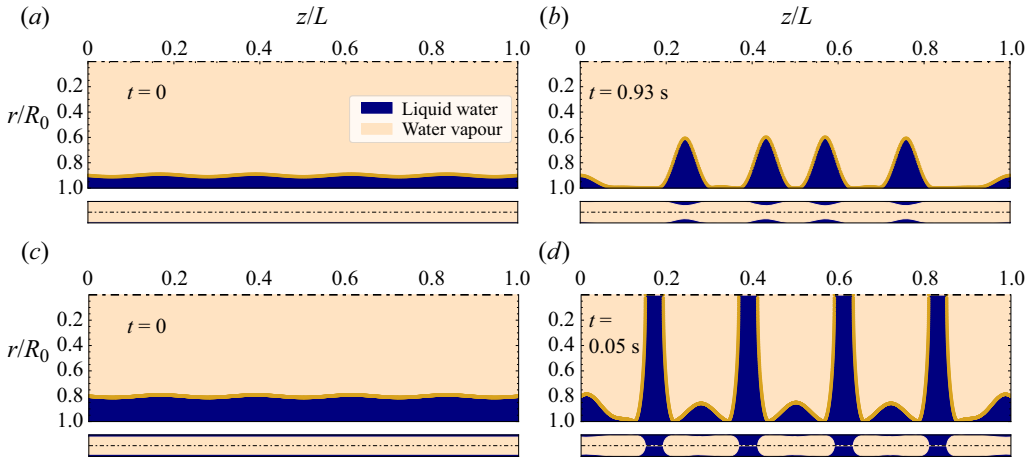 (a) z/L (b) z/L
0 0.2 0.4 0.6 0.8 1.0 0 0.2 0.4 0.6 0.8 1.0
0.2 0.2
t = 0 t = 0.93 s
r/R0 0.4 0.4
Liquid water
0.6 0.6
Water vapour
0.8 0.8
1.0 1.0
(c) (d)
0 0.2 0.4 0.6 0.8 1.0 0 0.2 0.4 0.6 0.8 1.0
0.2 0.2
t = 0 t =
r/R0 0.4 0.4
0.05 s
0.6 0.6
0.8 0.8
1.0 1.0